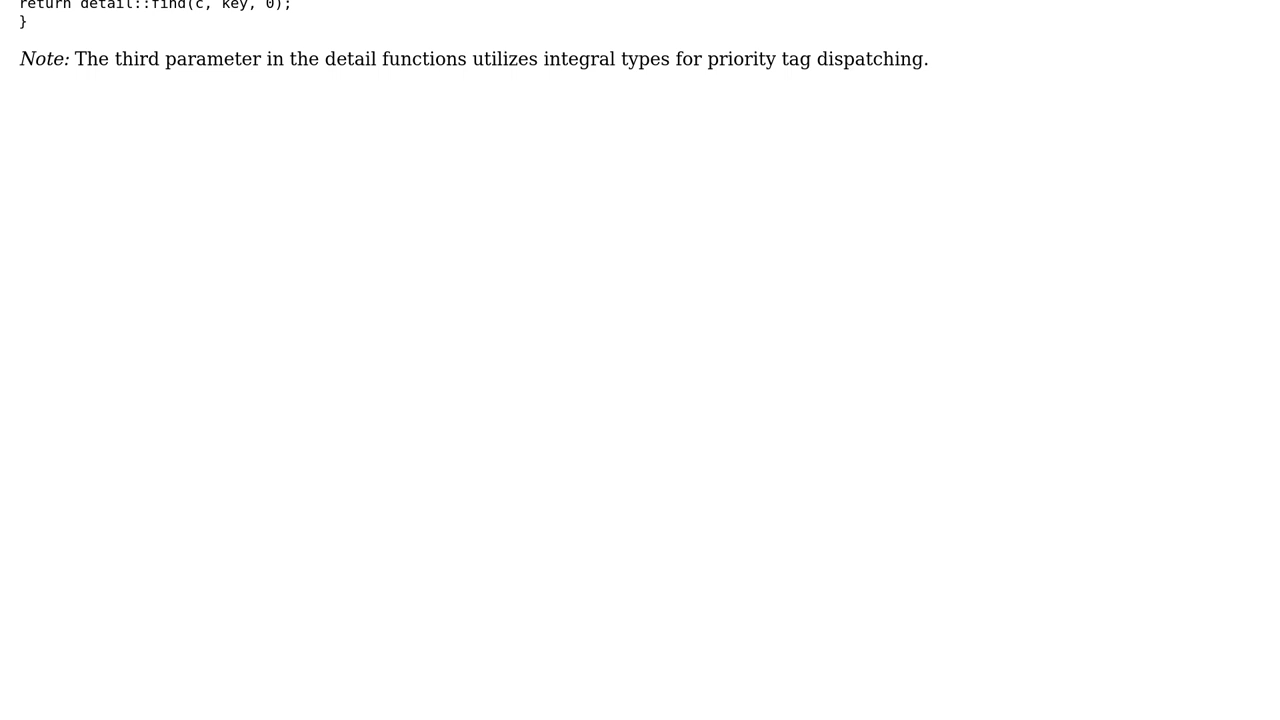 return detail::find(c, key, 0);
}
Note: The third parameter in the detail functions utilizes integral types for priority tag dispatching.